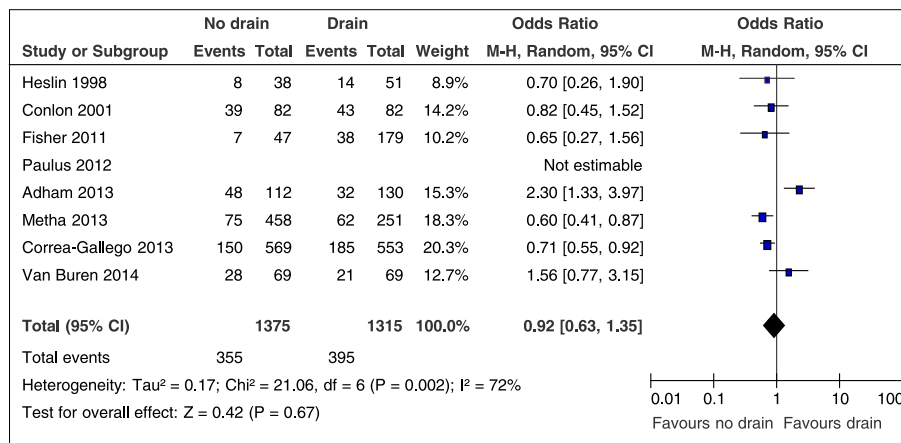 No drain Drain Odds Ratio Odds Ratio
Study or Subgroup Events Total Events Total Weight M-H, Random, 95% CI M-H, Random, 95% CI
Heslin 1998 8 38 14 51 8.9% 0.70 [0.26, 1.90]
Conlon 2001 39 82 43 82 14.2% 0.82 [0.45, 1.52]
Fisher 2011 7 47 38 179 10.2% 0.65 [0.27, 1.56]
Paulus 2012 Not estimable
Adham 2013 48 112 32 130 15.3% 2.30 [1.33, 3.97]
Metha 2013 75 458 62 251 18.3% 0.60 [0.41, 0.87]
Correa-Gallego 2013 150 569 185 553 20.3% 0.71 [0.55, 0.92]
Van Buren 2014 28 69 21 69 12.7% 1.56 [0.77, 3.15]
Total (95% CI) 1375 1315 100.0% 0.92 [0.63, 1.35]
Total events 355 395
Heterogeneity: Tau² = 0.17; Chi² = 21.06, df = 6 (P = 0.002); I² = 72%
Test for overall effect: Z = 0.42 (P = 0.67)
0.01 0.1 1 10 100
Favours no drain Favours drain